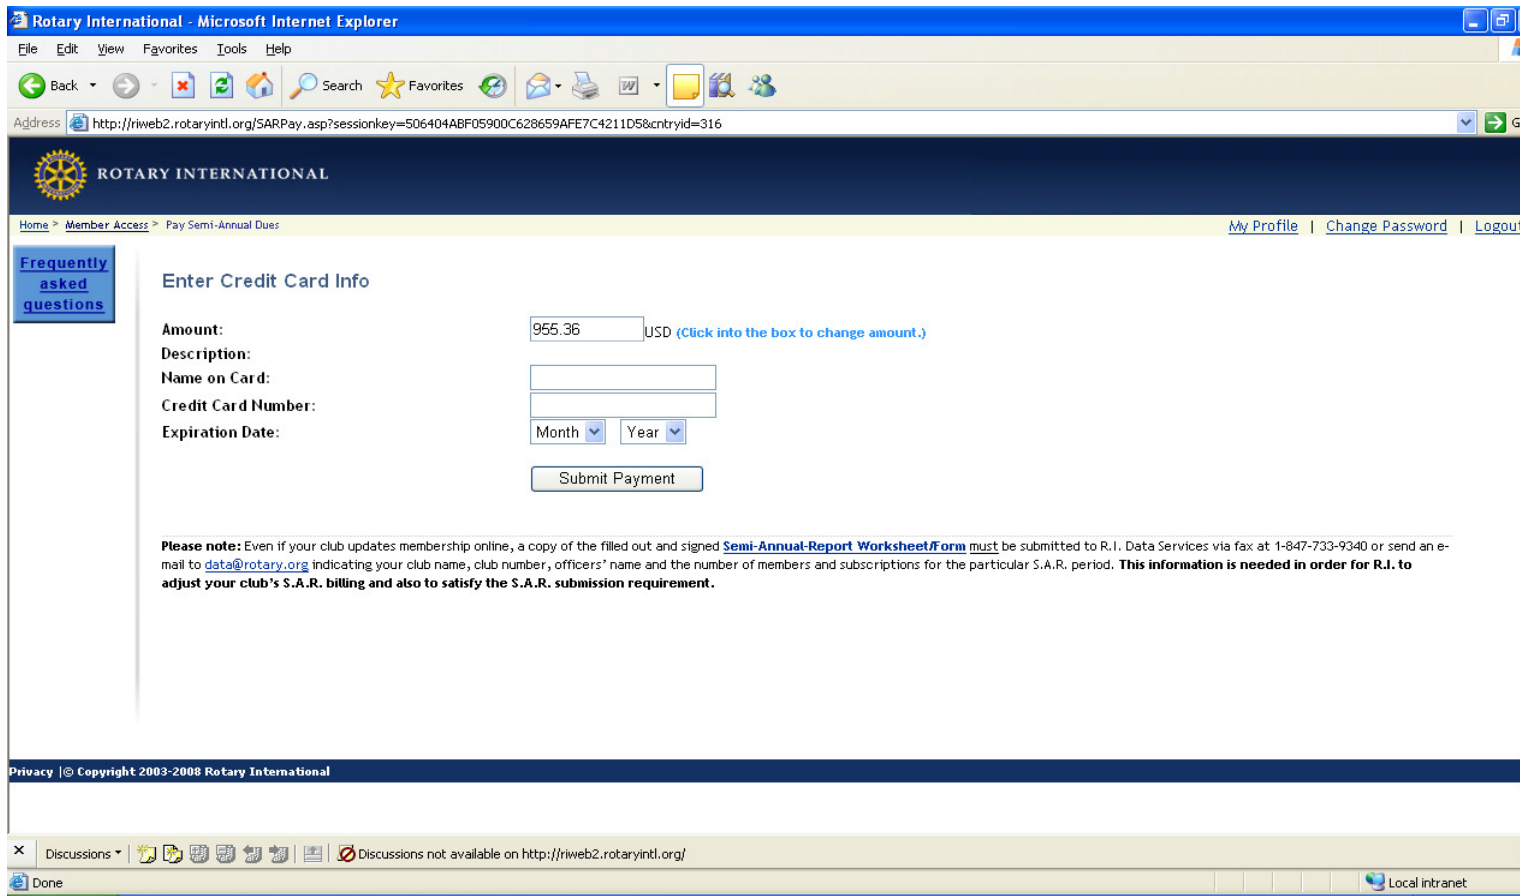 Rotary International - Microsoft Internet Explorer
File Edit View Favorites Tools Help
Back Search Favorites
Address http://riweb2.rotaryintl.org/SARPay.asp?sessionkey=506404ABF05900C628659AFE7C4211D5&cntryid=316 G
ROTARY INTERNATIONAL
Home > Member Access > Pay Semi-Annual Dues My Profile | Change Password | Logout
Frequently
asked
questions
Enter Credit Card Info
Amount: 955.36 USD (Click into the box to change amount.)
Description:
Name on Card:
Credit Card Number:
Expiration Date: Month Year
Submit Payment
Please note: Even if your club updates membership online, a copy of the filled out and signed Semi-Annual-Report Worksheet/Form must be submitted to R.I. Data Services via fax at 1-847-733-9340 or send an e-
mail to data@rotary.org indicating your club name, club number, officers' name and the number of members and subscriptions for the particular S.A.R. period. This information is needed in order for R.I. to
adjust your club's S.A.R. billing and also to satisfy the S.A.R. submission requirement.
Privacy |© Copyright 2003-2008 Rotary International
Discussions Discussions not available on http://riweb2.rotaryintl.org/
Done Local intranet